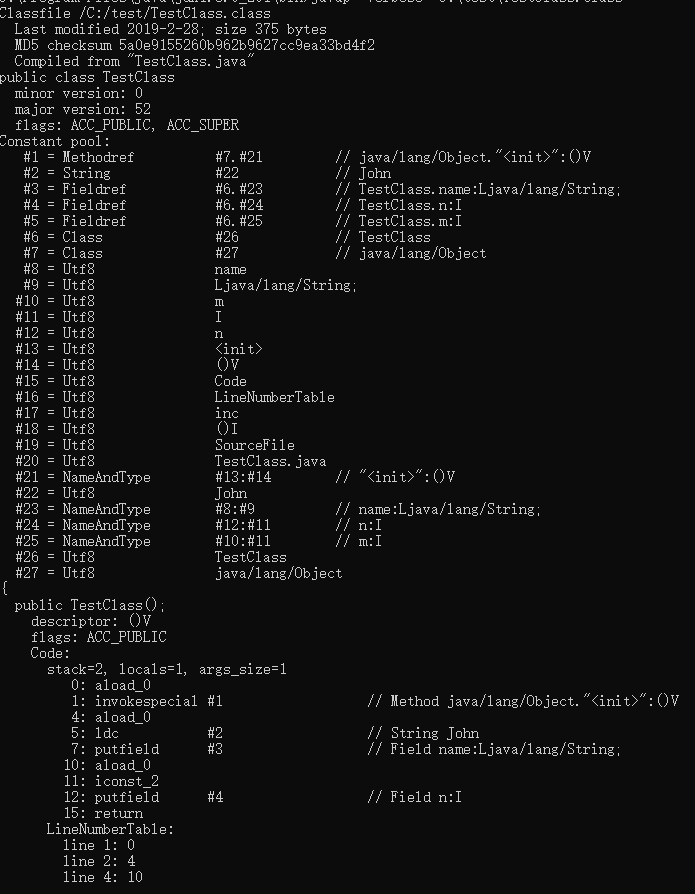 Classfile /C:/test/TestClass.class
  Last modified 2019-2-28; size 375 bytes
  MD5 checksum 5a0e9155260b962b9627cc9ea33bd4f2
  Compiled from "TestClass.java"
public class TestClass
  minor version: 0
  major version: 52
  flags: ACC_PUBLIC, ACC_SUPER
Constant pool:
   #1 = Methodref          #7.#21         // java/lang/Object."<init>":()V
   #2 = String             #22            // John
   #3 = Fieldref           #6.#23         // TestClass.name:Ljava/lang/String;
   #4 = Fieldref           #6.#24         // TestClass.n:I
   #5 = Fieldref           #6.#25         // TestClass.m:I
   #6 = Class              #26            // TestClass
   #7 = Class              #27            // java/lang/Object
   #8 = Utf8               name
   #9 = Utf8               Ljava/lang/String;
  #10 = Utf8               m
  #11 = Utf8               I
  #12 = Utf8               n
  #13 = Utf8               <init>
  #14 = Utf8               ()V
  #15 = Utf8               Code
  #16 = Utf8               LineNumberTable
  #17 = Utf8               inc
  #18 = Utf8               ()I
  #19 = Utf8               SourceFile
  #20 = Utf8               TestClass.java
  #21 = NameAndType        #13:#14        // "<init>":()V
  #22 = Utf8               John
  #23 = NameAndType        #8:#9          // name:Ljava/lang/String;
  #24 = NameAndType        #12:#11        // n:I
  #25 = NameAndType        #10:#11        // m:I
  #26 = Utf8               TestClass
  #27 = Utf8               java/lang/Object
{
  public TestClass();
    descriptor: ()V
    flags: ACC_PUBLIC
    Code:
      stack=2, locals=1, args_size=1
         0: aload_0
         1: invokespecial #1                  // Method java/lang/Object."<init>":()V
         4: aload_0
         5: ldc           #2                  // String John
         7: putfield      #3                  // Field name:Ljava/lang/String;
        10: aload_0
        11: iconst_2
        12: putfield      #4                  // Field n:I
        15: return
      LineNumberTable:
        line 1: 0
        line 2: 4
        line 4: 10